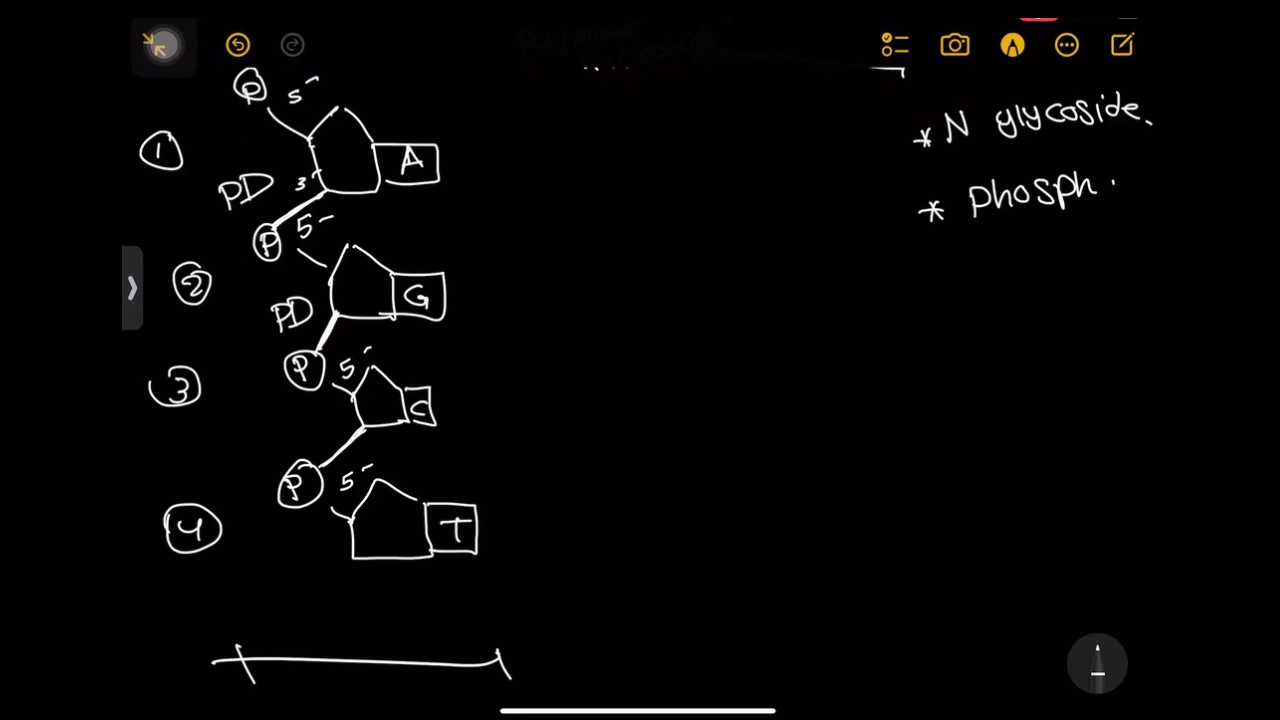 P 5'
* N glycoside.
1
A
PD 3'
* Phosph.
P 5'
2
G
PD
P 5'
3
C
P 5'
4
T